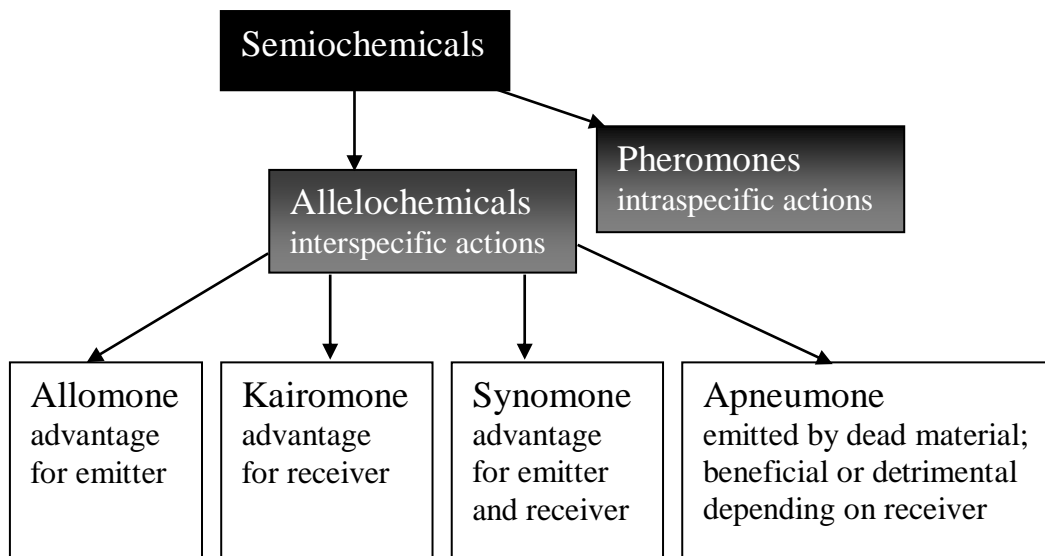 Semiochemicals
Pheromones
intraspecific actions
Allelochemicals
interspecific actions
Allomone
advantage
for emitter
Kairomone
advantage
for receiver
Synomone
advantage
for emitter
and receiver
Apneumone
emitted by dead material;
beneficial or detrimental
depending on receiver